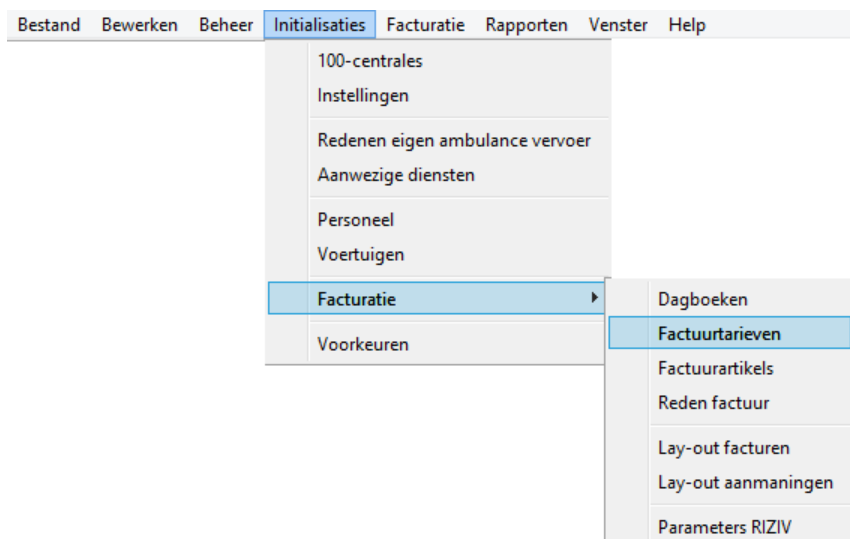 Bestand Bewerken Beheer Initialisaties Facturatie Rapporten Venster Help
100-centrales
Instellingen
Redenen eigen ambulance vervoer
Aanwezige diensten
Personeel
Voertuigen
Facturatie
Voorkeuren
Dagboeken
Factuurtarieven
Factuurartikels
Reden factuur
Lay-out facturen
Lay-out aanmaningen
Parameters RIZIV